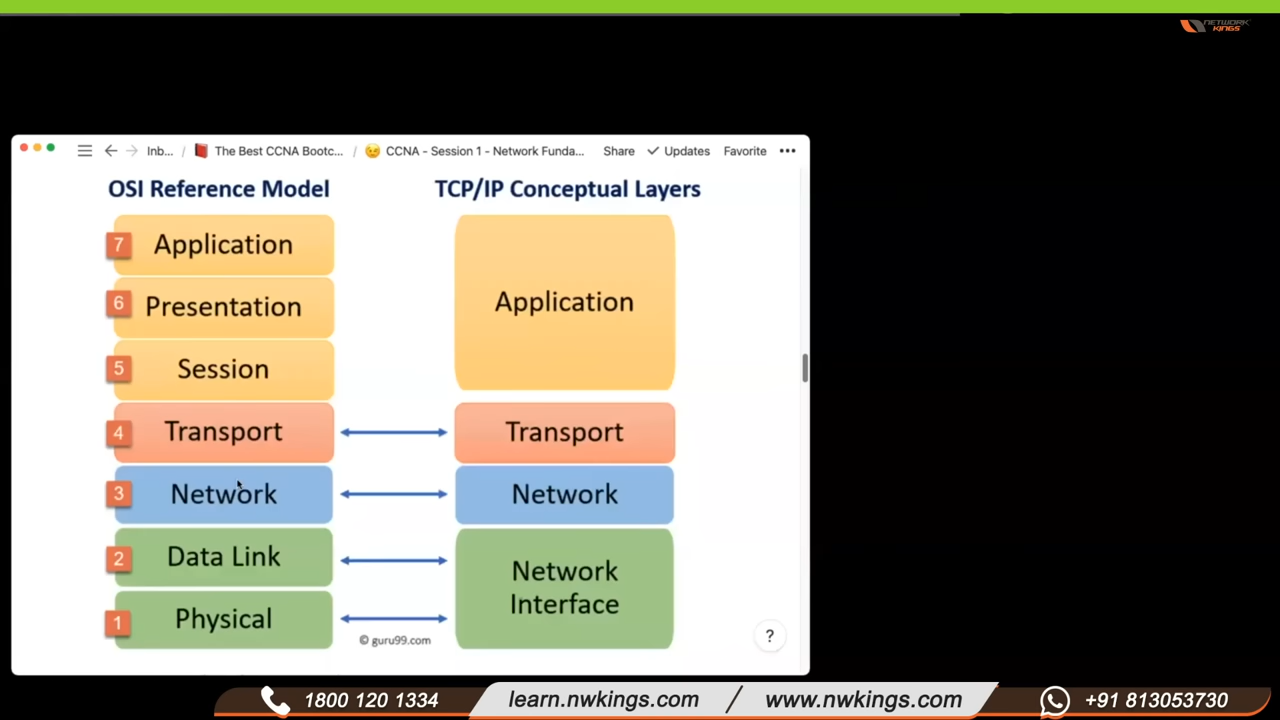 NETWORK
KINGS
Inb... / The Best CCNA Bootc... / CCNA - Session 1 - Network Funda... Share Updates Favorite •••
OSI Reference Model TCP/IP Conceptual Layers
7 Application
6 Presentation
5 Session
Application
4 Transport Transport
3 Network Network
2 Data Link
1 Physical
Network
Interface
© guru99.com
?
1800 120 1334 learn.nwkings.com / www.nwkings.com +91 813053730